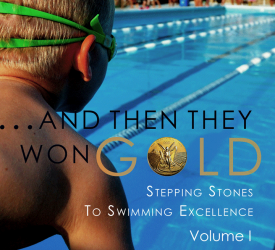 ...AND THEN THEY
WON GOLD
STEPPING STONES
TO SWIMMING EXCELLENCE
Volume I